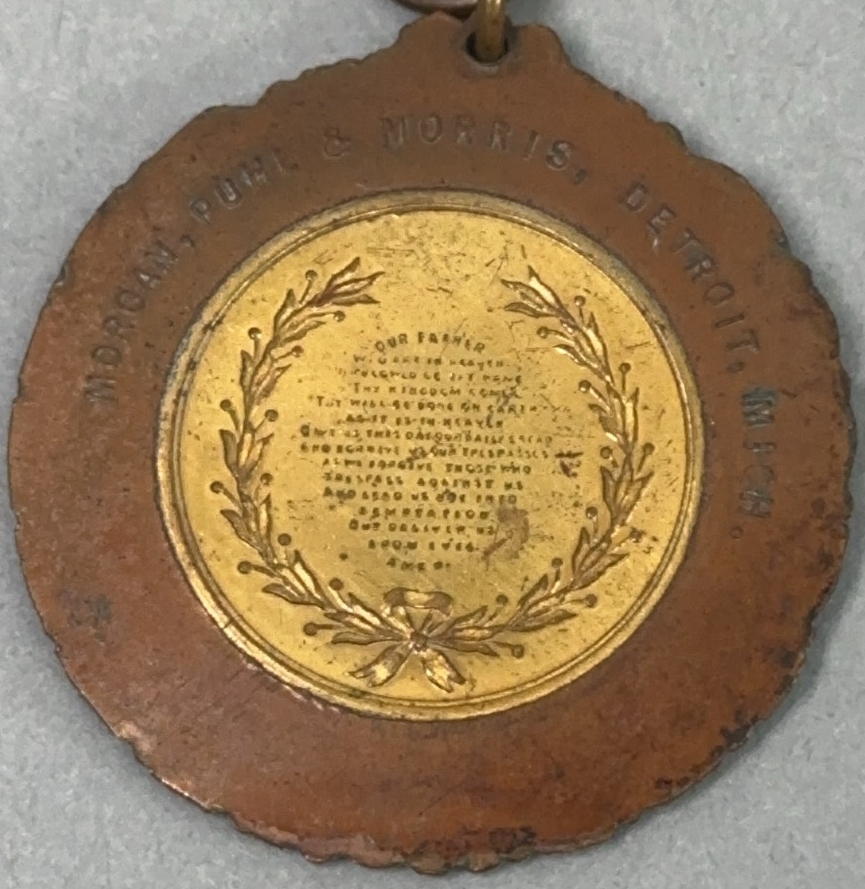 MORGAN, PUHL & MORRIS, DETROIT, MICH.
OUR FATHER
WHO ARE IN HEAVEN
HALLOWED BE THY NAME
THY KINGDOM COME
THY WILL BE DONE ON EARTH
AS IT IS IN HEAVEN
GIVE US THIS DAY OUR DAILY BREAD
AND FORGIVE US OUR TRESPASSES
AS WE FORGIVE THOSE WHO
TRESPASS AGAINST US
AND LEAD US NOT INTO
TEMPTATION
BUT DELIVER US
FROM EVIL
AMEN